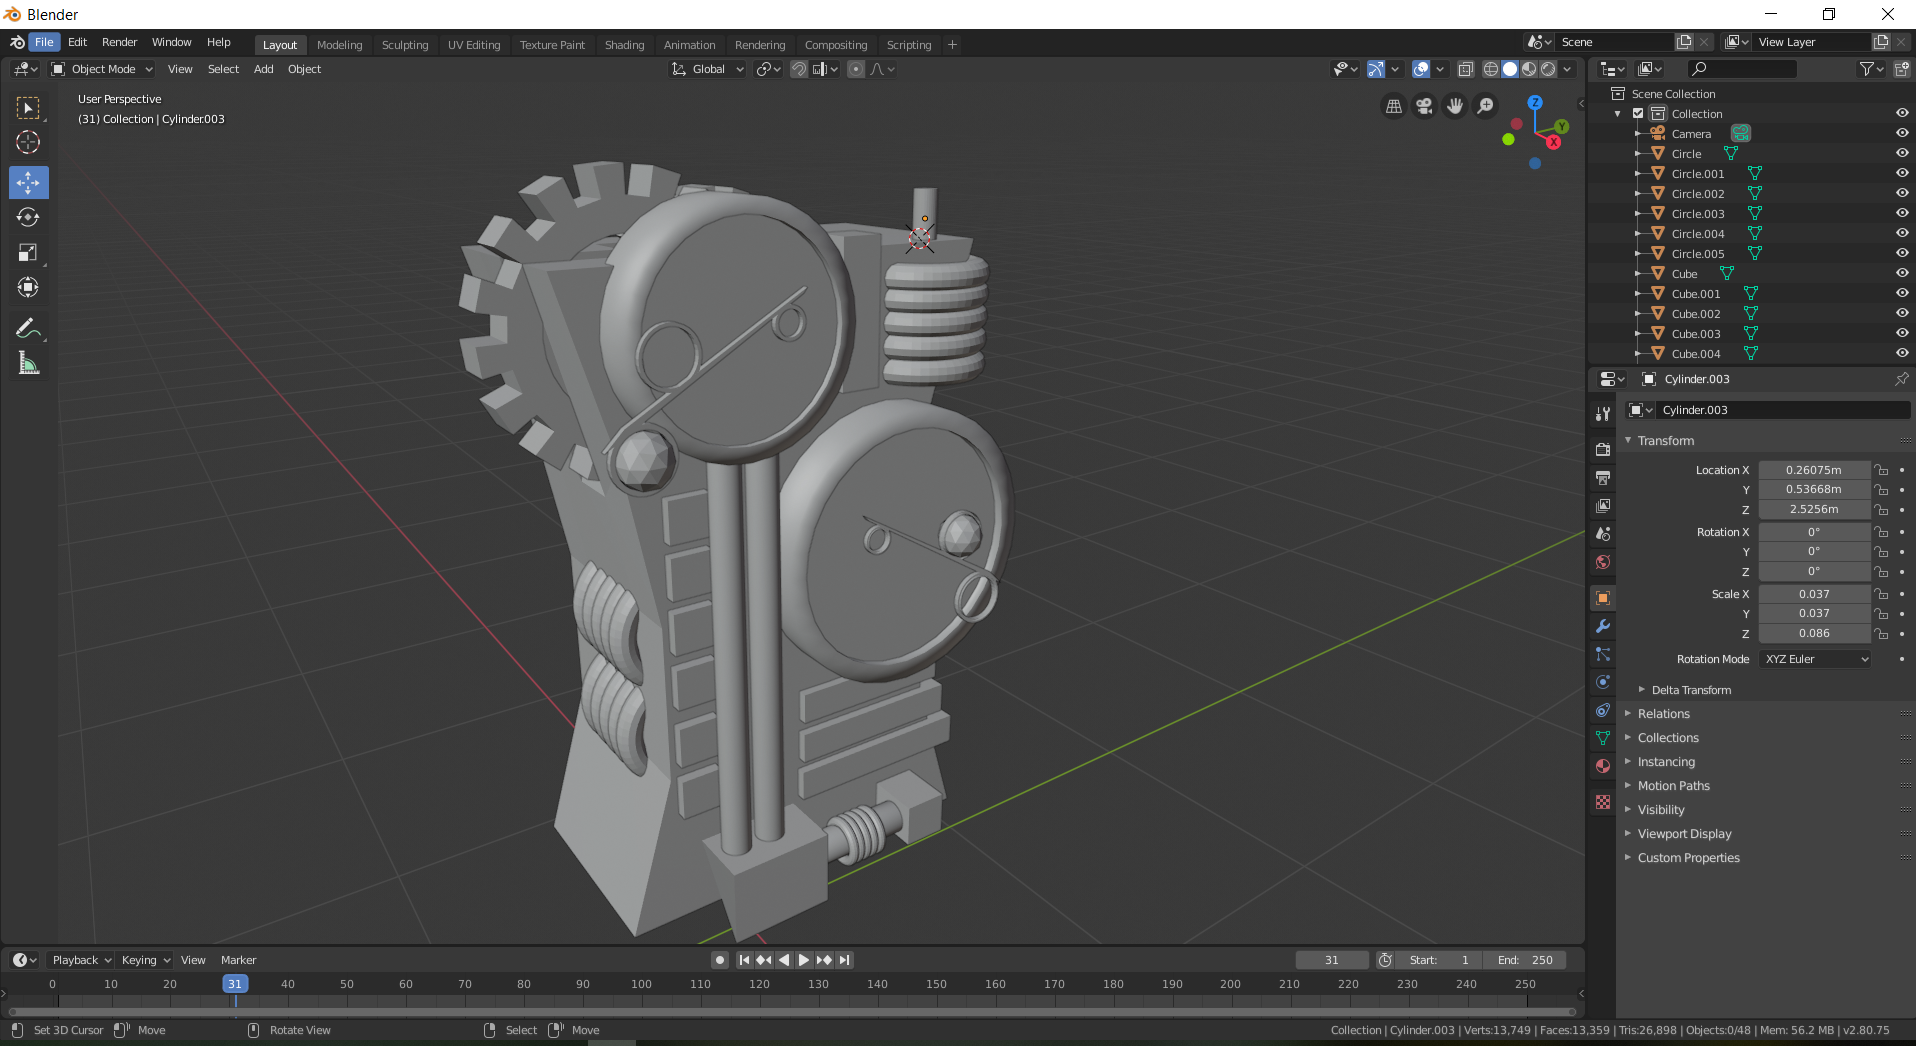 Blender
File Edit Render Window Help Layout Modeling Sculpting UV Editing Texture Paint Shading Animation Rendering Compositing Scripting + Scene View Layer
Object Mode View Select Add Object Global
User Perspective
(31) Collection | Cylinder.003
Z
Y
X
Scene Collection
Collection
Camera
Circle
Circle.001
Circle.002
Circle.003
Circle.004
Circle.005
Cube
Cube.001
Cube.002
Cube.003
Cube.004
Cylinder.003
Cylinder.003
Transform
Location X 0.26075m
Y 0.53668m
Z 2.5256m
Rotation X 0°
Y 0°
Z 0°
Scale X 0.037
Y 0.037
Z 0.086
Rotation Mode XYZ Euler
Delta Transform
Relations
Collections
Instancing
Motion Paths
Visibility
Viewport Display
Custom Properties
Playback Keying View Marker 31 Start: 1 End: 250
0 10 20 31 40 50 60 70 80 90 100 110 120 130 140 150 160 170 180 190 200 210 220 230 240 250
Set 3D Cursor Move Rotate View Select Move Collection | Cylinder.003 | Verts:13,749 | Faces:13,359 | Tris:26,898 | Objects:0/48 | Mem: 56.2 MB | v2.80.75